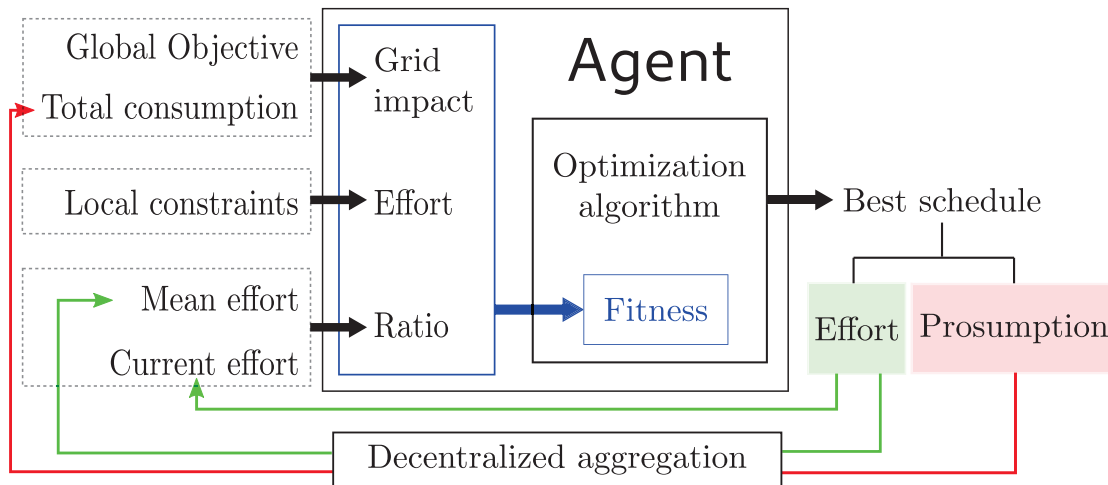 Global Objective
Total consumption
Local constraints
Mean effort
Current effort
Grid
impact
Effort
Ratio
Agent
Optimization
algorithm
Fitness
Best schedule
Effort
Prosumption
Decentralized aggregation